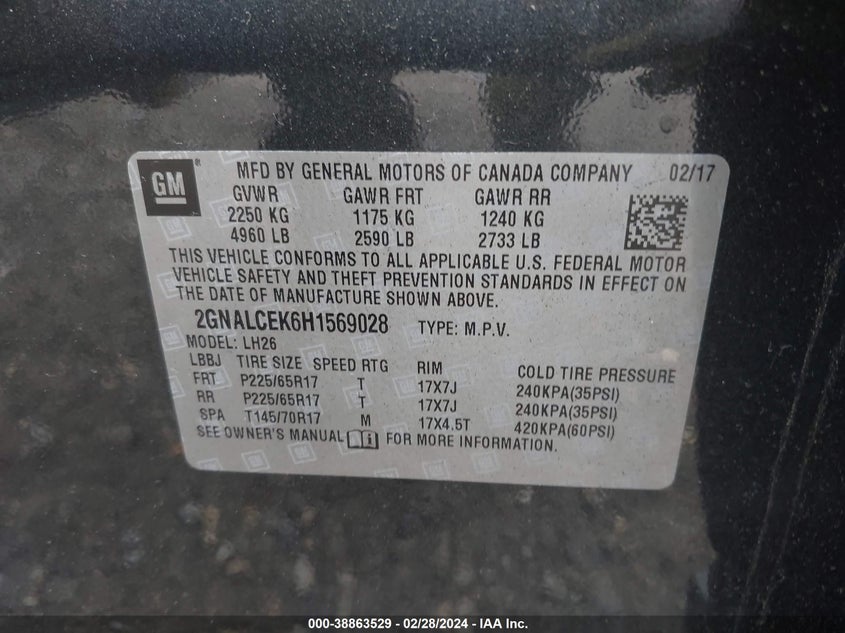 GM ® MFD BY GENERAL MOTORS OF CANADA COMPANY 02/17
GVWR GAWR FRT GAWR RR
2250 KG 1175 KG 1240 KG
4960 LB 2590 LB 2733 LB
THIS VEHICLE CONFORMS TO ALL APPLICABLE U.S. FEDERAL MOTOR
VEHICLE SAFETY AND THEFT PREVENTION STANDARDS IN EFFECT ON
THE DATE OF MANUFACTURE SHOWN ABOVE.
2GNALCEK6H1569028 TYPE: M.P.V.
MODEL: LH26
LBBJ TIRE SIZE SPEED RTG RIM COLD TIRE PRESSURE
FRT P225/65R17 T 17X7J 240KPA(35PSI)
RR P225/65R17 T 17X7J 240KPA(35PSI)
SPA T145/70R17 M 17X4.5T 420KPA(60PSI)
SEE OWNER'S MANUAL FOR MORE INFORMATION.
000-38863529 - 02/28/2024 - IAA Inc.